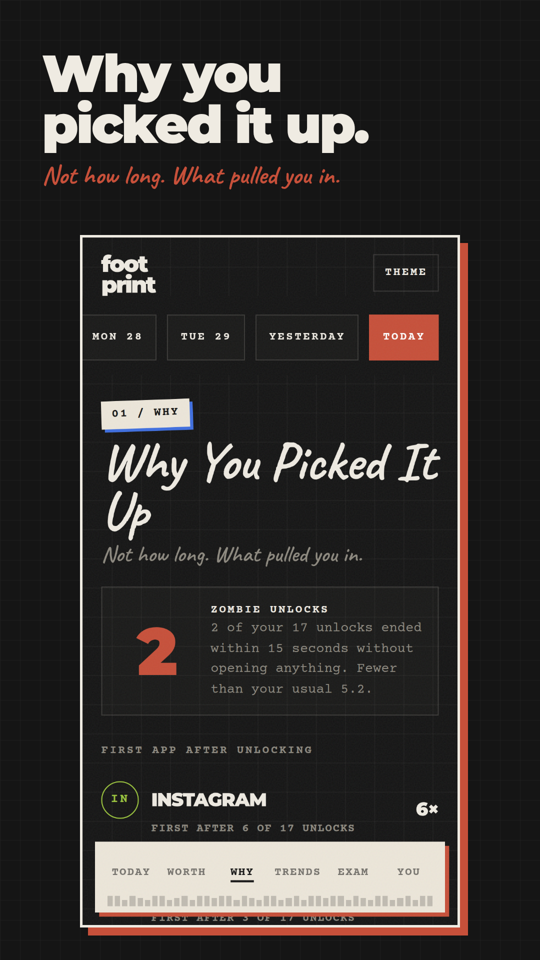 Why you
picked it up.
Not how long. What pulled you in.
foot
print
THEME
MON 28
TUE 29
YESTERDAY
TODAY
01 / WHY
Why You Picked It
Up
Not how long. What pulled you in.
2
ZOMBIE UNLOCKS
2 of your 17 unlocks ended
within 15 seconds without
opening anything. Fewer
than your usual 5.2.
FIRST APP AFTER UNLOCKING
IN
INSTAGRAM
6×
FIRST AFTER 6 OF 17 UNLOCKS
TODAY
WORTH
WHY
TRENDS
EXAM
YOU
FIRST AFTER 3 OF 17 UNLOCKS